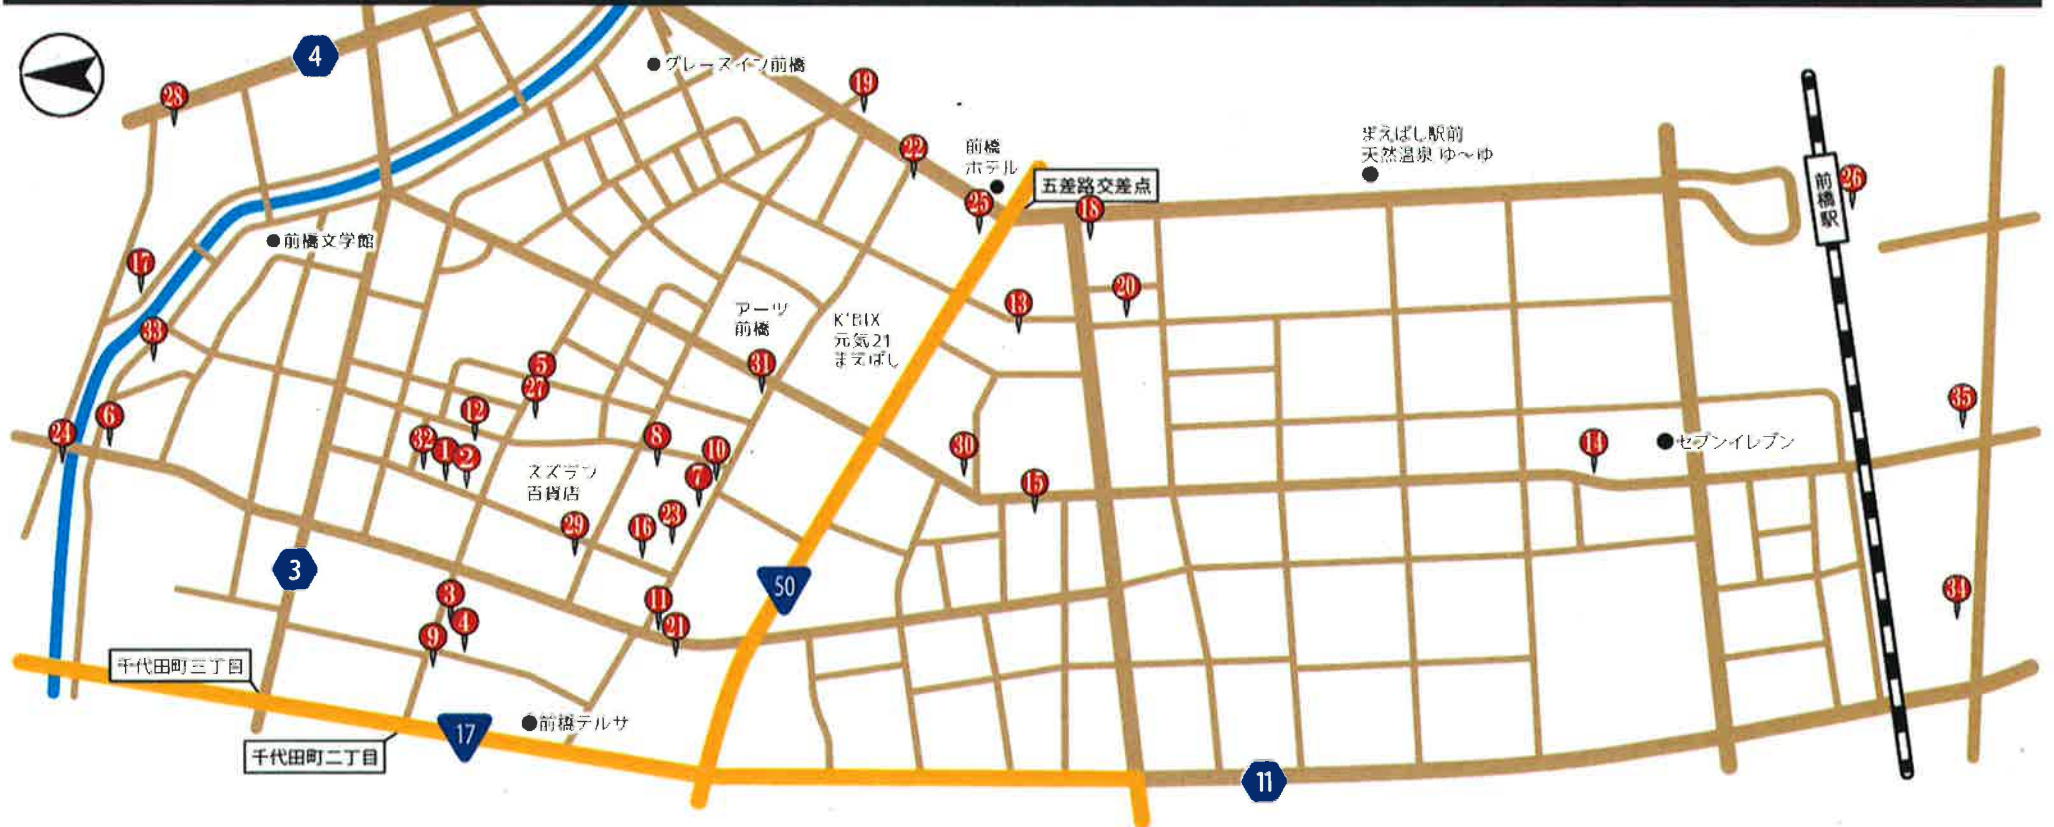 4
28
グレースイン前橋
19
22
前橋
ホテル
まえばし駅前
天然温泉 ゆ〜ゆ
五差路交差点
25
18
前橋駅
26
前橋文学館
17
33
20
13
アーツ
前橋
K'BIX
元気21
まえばし
31
5
27
12
6
24
32
1
2
8
10
7
スズラン
百貨店
30
15
14
セブンイレブン
35
29
16
23
3
50
3
4
9
11
21
34
千代田町三丁目
17
前橋テルサ
千代田町二丁目
11